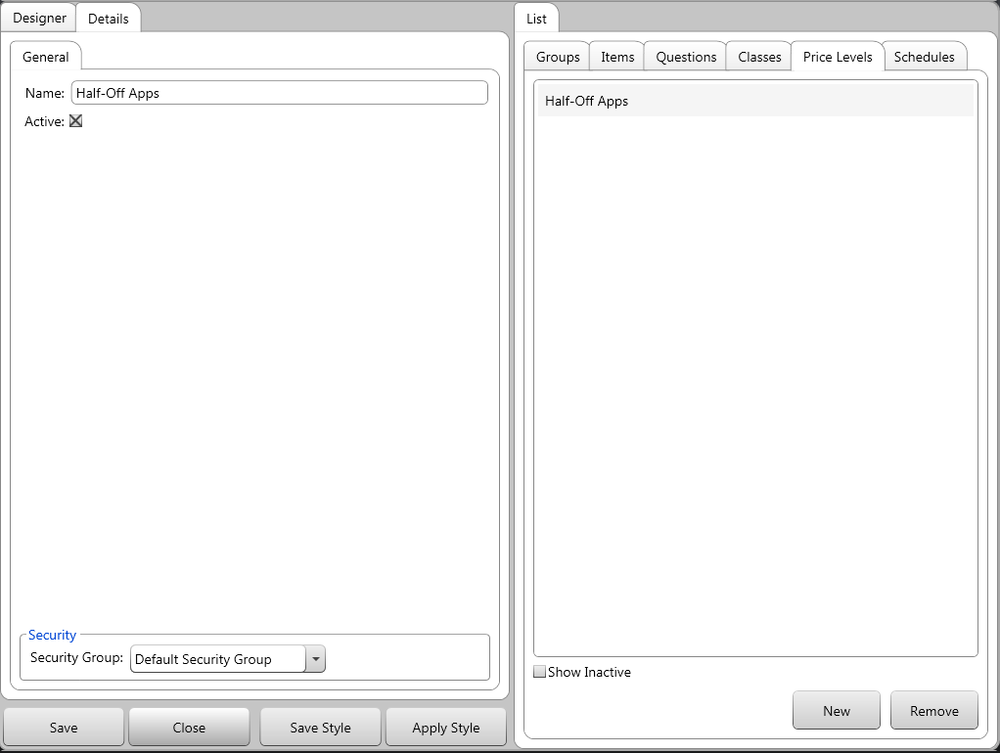 Designer
Details
General
Name: Half-Off Apps
Active:
Security
Security Group: Default Security Group
Save
Close
Save Style
Apply Style
List
Groups
Items
Questions
Classes
Price Levels
Schedules
Half-Off Apps
Show Inactive
New
Remove